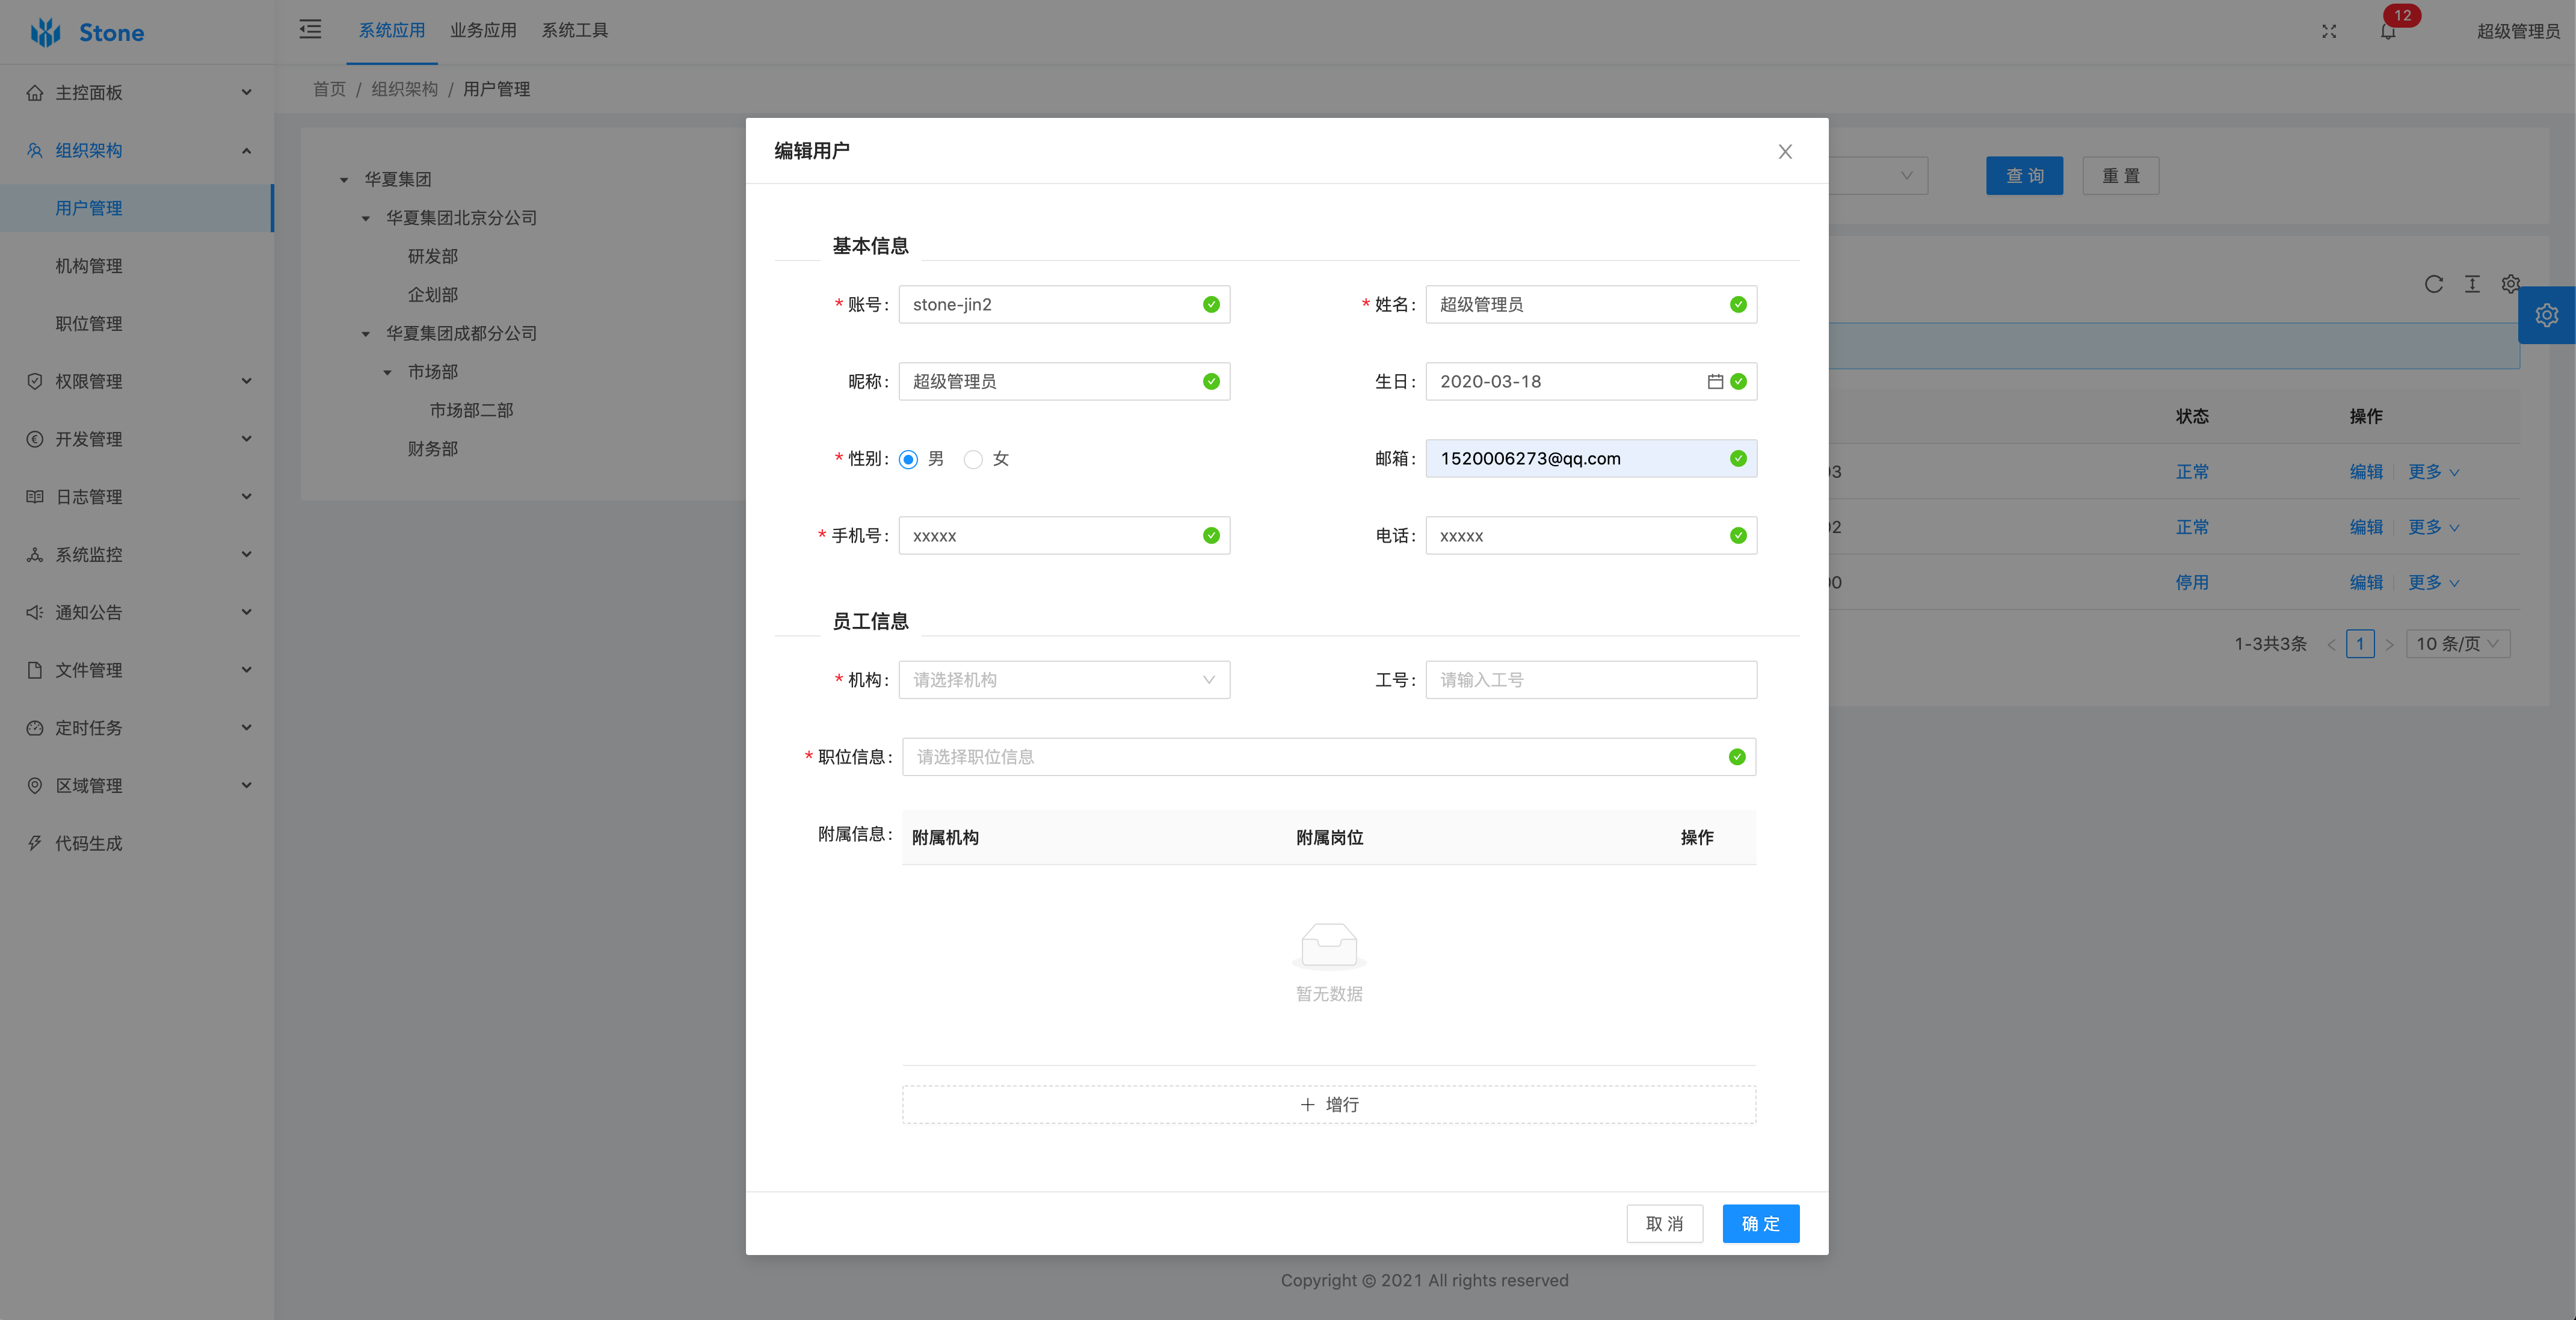 Stone
系统应用 业务应用 系统工具
12
超级管理员
首页 / 组织架构 / 用户管理
主控面板
组织架构
用户管理
机构管理
职位管理
权限管理
开发管理
日志管理
系统监控
通知公告
文件管理
定时任务
区域管理
代码生成
华夏集团
华夏集团北京分公司
研发部
企划部
华夏集团成都分公司
市场部
市场部二部
财务部
查 询 重 置
状态 操作
03 正常 编辑 更多
02 正常 编辑 更多
00 停用 编辑 更多
1-3共3条 < 1 > 10 条/页
编辑用户
基本信息
* 账号: stone-jin2 * 姓名: 超级管理员
昵称: 超级管理员 生日: 2020-03-18
* 性别: 男 女 邮箱: 1520006273@qq.com
* 手机号: xxxxx 电话: xxxxx
员工信息
* 机构: 请选择机构 工号: 请输入工号
* 职位信息: 请选择职位信息
附属信息: 附属机构 附属岗位 操作
暂无数据
+ 增行
取 消 确 定
Copyright © 2021 All rights reserved